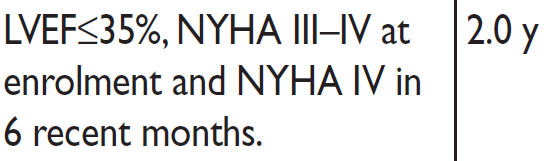 LVEF≤35%, NYHA III–IV at
enrolment and NYHA IV in
6 recent months.
2.0 y